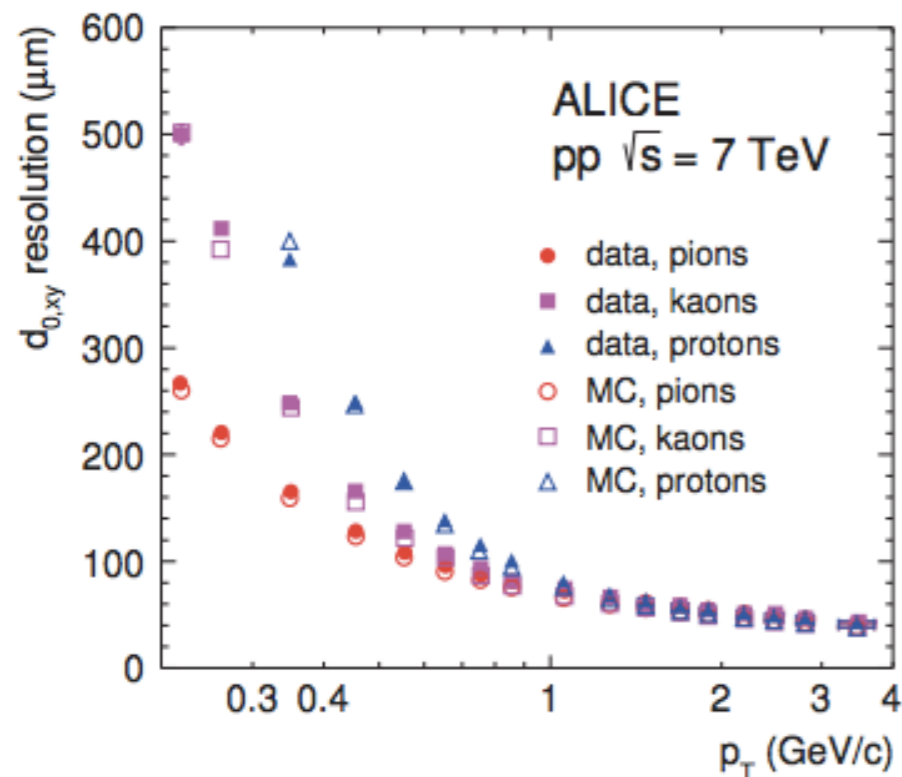 600
500
400
300
200
100
0
d0,xy resolution (μm)
ALICE
pp √s = 7 TeV
data, pions
data, kaons
data, protons
MC, pions
MC, kaons
MC, protons
0.3 0.4 1 2 3 4
pT (GeV/c)